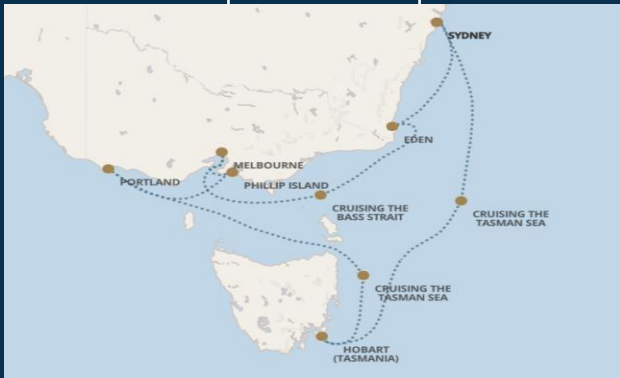 SYDNEY
EDEN
MELBOURNE
PORTLAND
PHILLIP ISLAND
CRUISING THE
BASS STRAIT
CRUISING THE
TASMAN SEA
CRUISING THE
TASMAN SEA
HOBART
(TASMANIA)